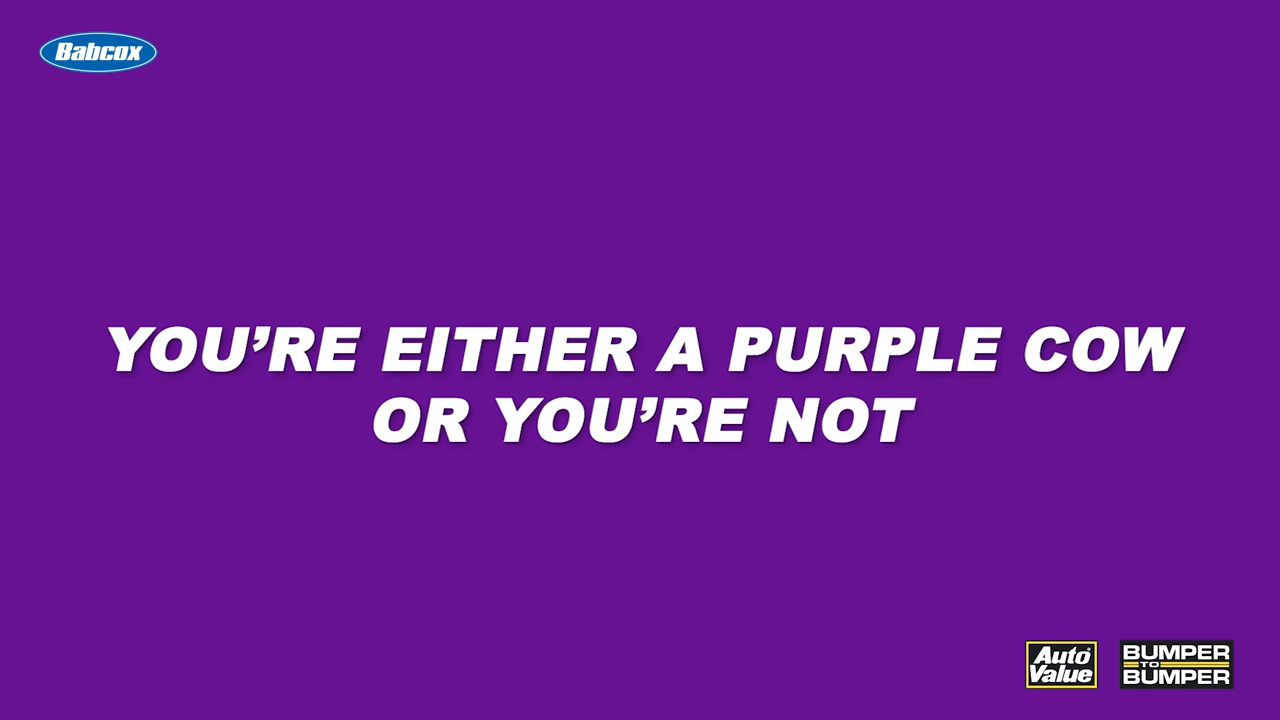 Babcox
YOU’RE EITHER A PURPLE COW
OR YOU’RE NOT
Auto®
Value
BUMPER
TO
BUMPER